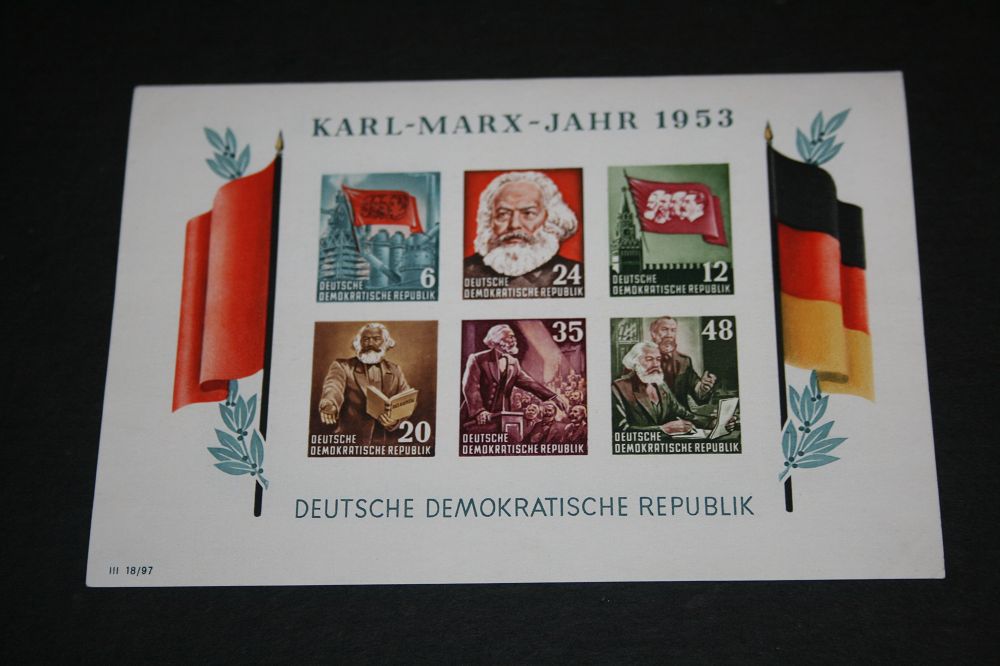 KARL-MARX-JAHR 1953
6
DEUTSCHE
DEMOKRATISCHE REPUBLIK
24
DEUTSCHE
DEMOKRATISCHE REPUBLIK
12
DEUTSCHE
DEMOKRATISCHE REPUBLIK
20
DEUTSCHE
DEMOKRATISCHE REPUBLIK
35
DEUTSCHE
DEMOKRATISCHE REPUBLIK
48
DEUTSCHE
DEMOKRATISCHE REPUBLIK
DEUTSCHE DEMOKRATISCHE REPUBLIK
III 18/97